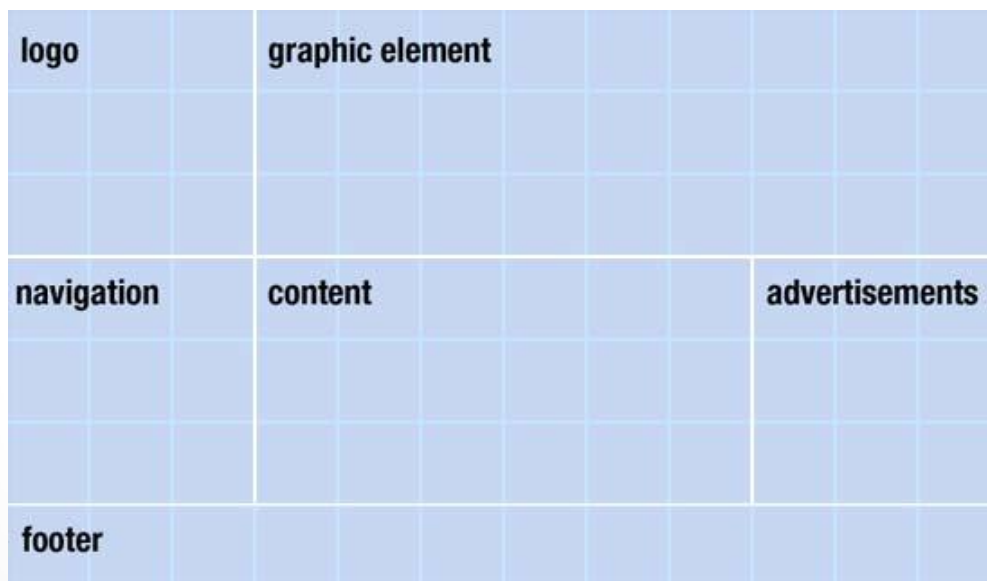 logo
graphic element
navigation
content
advertisements
footer